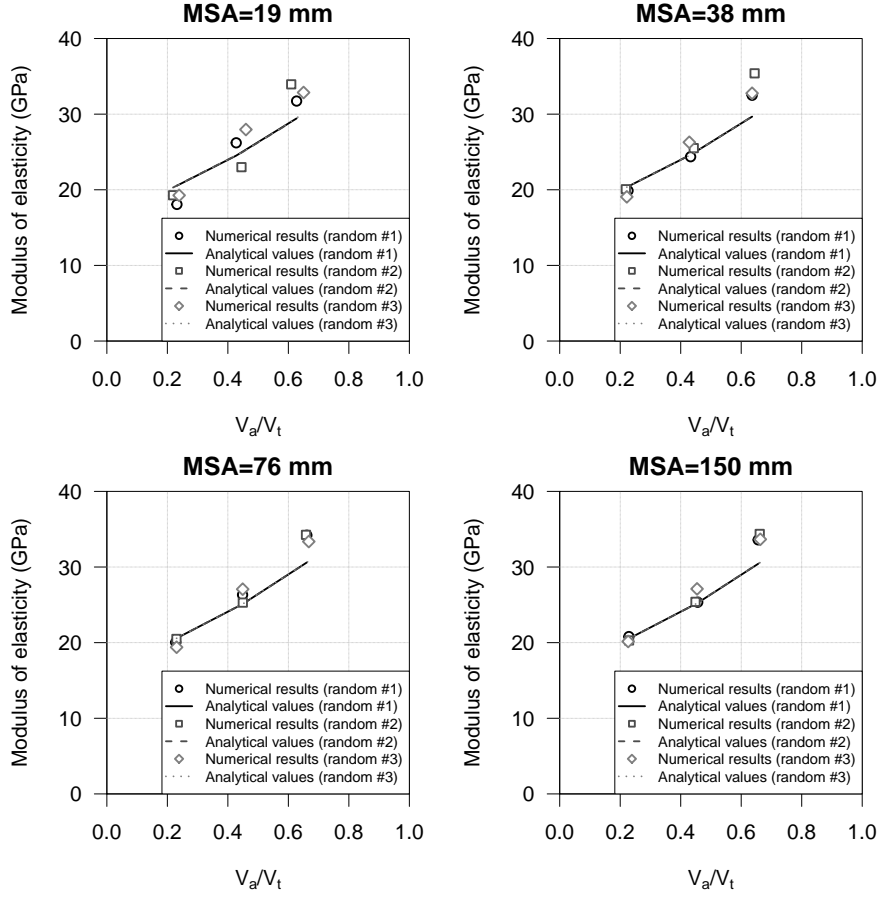 MSA=19 mm
Modulus of elasticity (GPa)
40
30
20
10
0
Numerical results (random #1)
Analytical values (random #1)
Numerical results (random #2)
Analytical values (random #2)
Numerical results (random #3)
Analytical values (random #3)
0.0 0.2 0.4 0.6 0.8 1.0
Va/Vt
MSA=38 mm
Modulus of elasticity (GPa)
40
30
20
10
0
Numerical results (random #1)
Analytical values (random #1)
Numerical results (random #2)
Analytical values (random #2)
Numerical results (random #3)
Analytical values (random #3)
0.0 0.2 0.4 0.6 0.8 1.0
Va/Vt
MSA=76 mm
Modulus of elasticity (GPa)
40
30
20
10
0
Numerical results (random #1)
Analytical values (random #1)
Numerical results (random #2)
Analytical values (random #2)
Numerical results (random #3)
Analytical values (random #3)
0.0 0.2 0.4 0.6 0.8 1.0
Va/Vt
MSA=150 mm
Modulus of elasticity (GPa)
40
30
20
10
0
Numerical results (random #1)
Analytical values (random #1)
Numerical results (random #2)
Analytical values (random #2)
Numerical results (random #3)
Analytical values (random #3)
0.0 0.2 0.4 0.6 0.8 1.0
Va/Vt